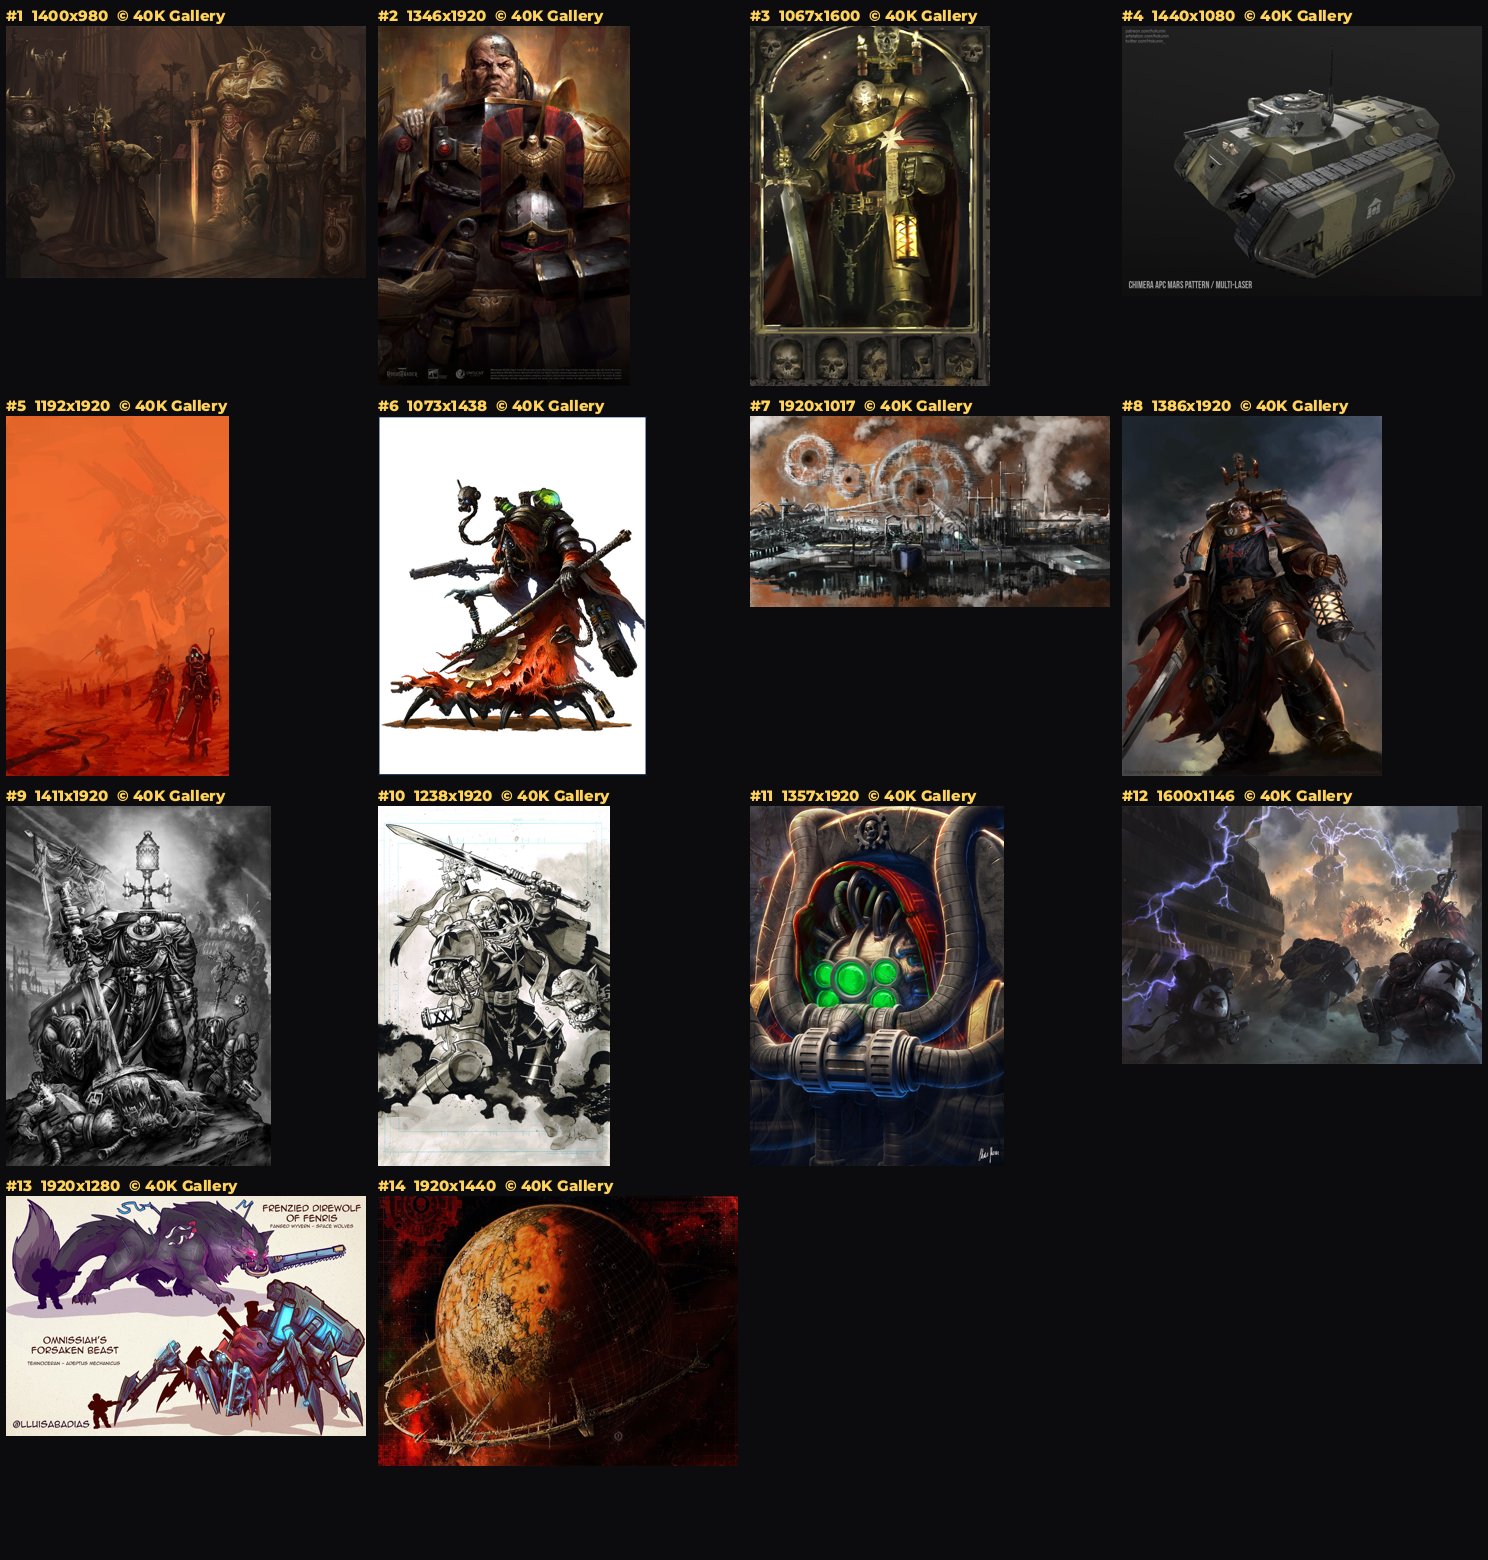 #1 1400x980 © 40K Gallery
#2 1346x1920 © 40K Gallery
#3 1067x1600 © 40K Gallery
#4 1440x1080 © 40K Gallery
CHIMERA APC MARS PATTERN / MULTI-LASER
#5 1192x1920 © 40K Gallery
#6 1073x1438 © 40K Gallery
#7 1920x1017 © 40K Gallery
#8 1386x1920 © 40K Gallery
#9 1411x1920 © 40K Gallery
#10 1238x1920 © 40K Gallery
#11 1357x1920 © 40K Gallery
#12 1600x1146 © 40K Gallery
#13 1920x1280 © 40K Gallery
FRENZIED DIREWOLF
OF FENRIS
FANGED WYVERN - SPACE WOLVES
OMNISSIAH'S
FORSAKEN BEAST
TEMNOCERAN - ADEPTUS MECHANICUS
@LLUISABADIAS
#14 1920x1440 © 40K Gallery